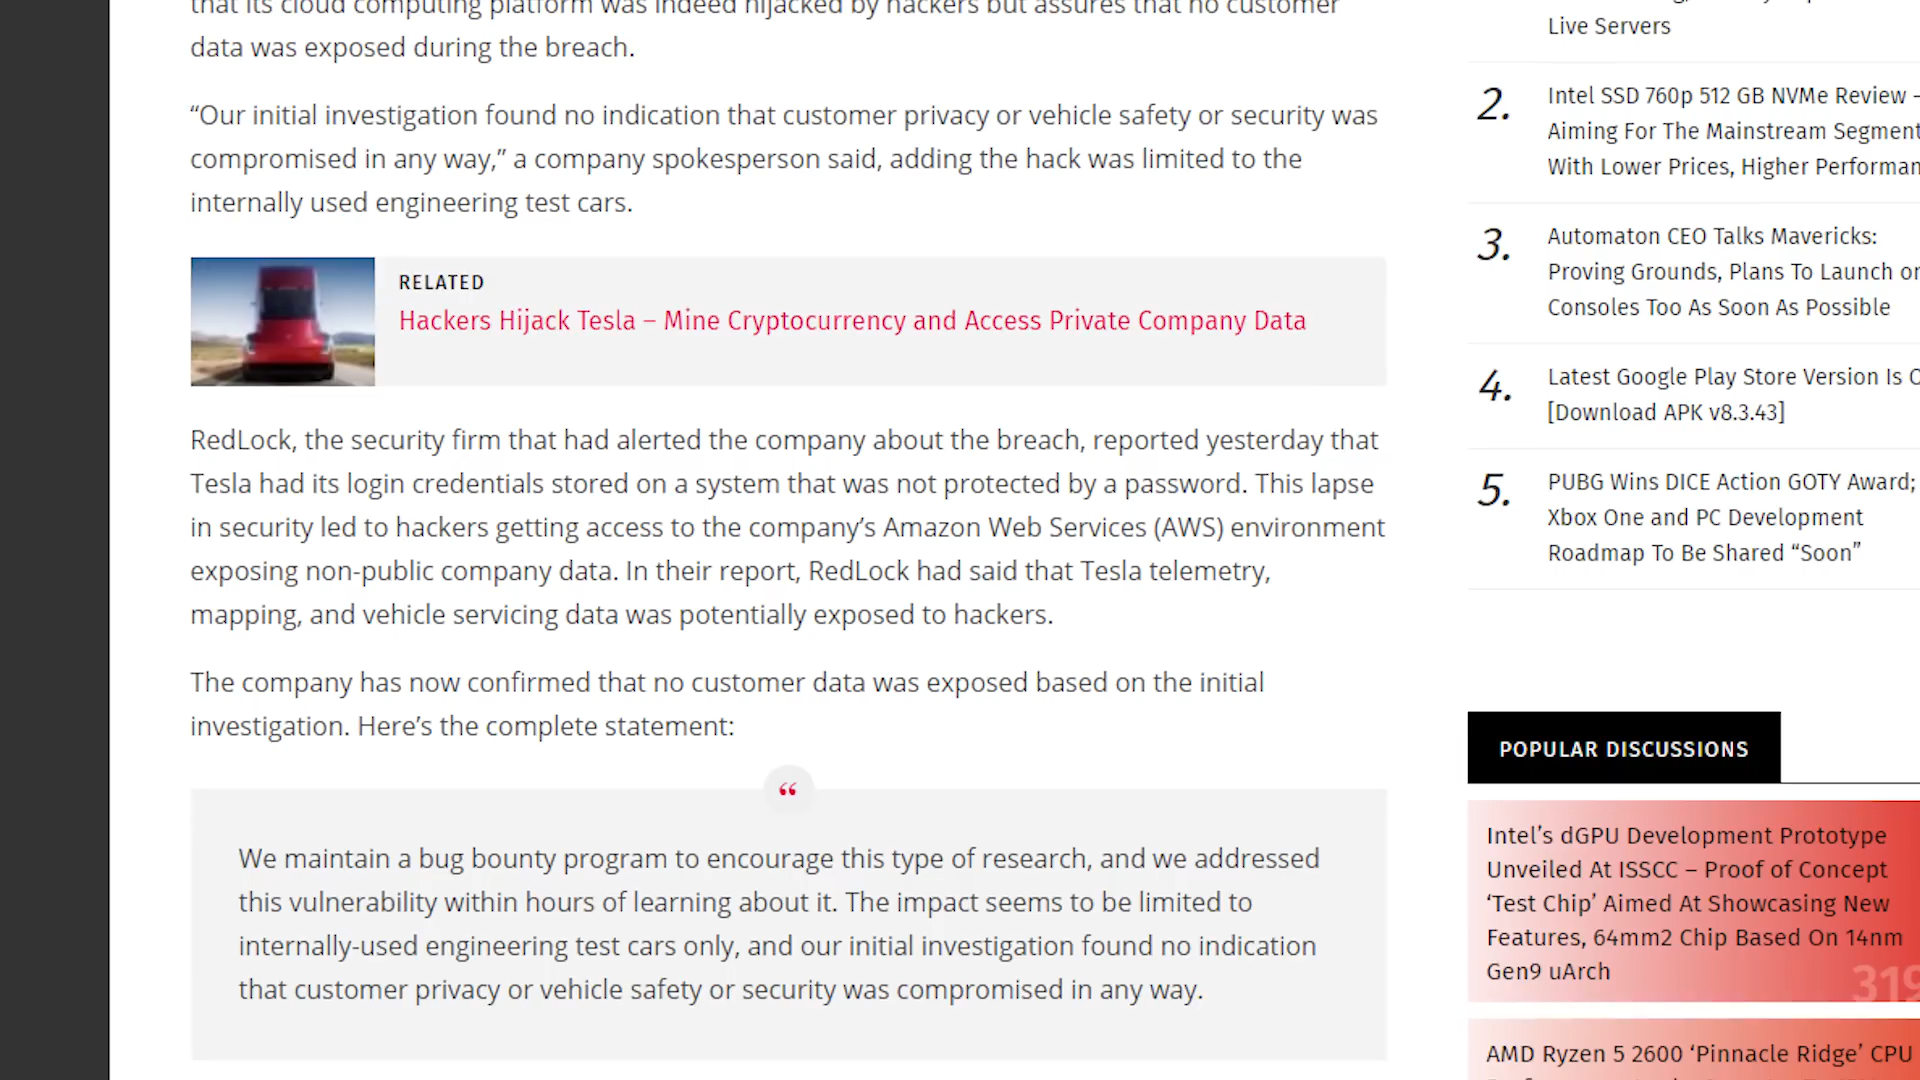 that its cloud computing platform was indeed hijacked by hackers but assures that no customer
data was exposed during the breach.
“Our initial investigation found no indication that customer privacy or vehicle safety or security was
compromised in any way,” a company spokesperson said, adding the hack was limited to the
internally used engineering test cars.
RELATED
Hackers Hijack Tesla – Mine Cryptocurrency and Access Private Company Data
RedLock, the security firm that had alerted the company about the breach, reported yesterday that
Tesla had its login credentials stored on a system that was not protected by a password. This lapse
in security led to hackers getting access to the company’s Amazon Web Services (AWS) environment
exposing non-public company data. In their report, RedLock had said that Tesla telemetry,
mapping, and vehicle servicing data was potentially exposed to hackers.
The company has now confirmed that no customer data was exposed based on the initial
investigation. Here’s the complete statement:
“
We maintain a bug bounty program to encourage this type of research, and we addressed
this vulnerability within hours of learning about it. The impact seems to be limited to
internally-used engineering test cars only, and our initial investigation found no indication
that customer privacy or vehicle safety or security was compromised in any way.
Live Servers
2.
Intel SSD 760p 512 GB NVMe Review –
Aiming For The Mainstream Segment
With Lower Prices, Higher
3.
Automaton CEO Talks Mavericks:
Proving Grounds, Plans To Launch
Consoles Too As Soon As Possible
4.
Latest Google Play Store Version Is
[Download APK v8.3.43]
5.
PUBG Wins DICE Action GOTY Award;
Xbox One and PC Development
Roadmap To Be Shared “Soon”
POPULAR DISCUSSIONS
Intel’s dGPU Development Prototype
Unveiled At ISSCC – Proof of Concept
‘Test Chip’ Aimed At Showcasing New
Features, 64mm2 Chip Based On 14nm
Gen9 uArch
319
AMD Ryzen 5 2600 ‘Pinnacle Ridge’ CPU